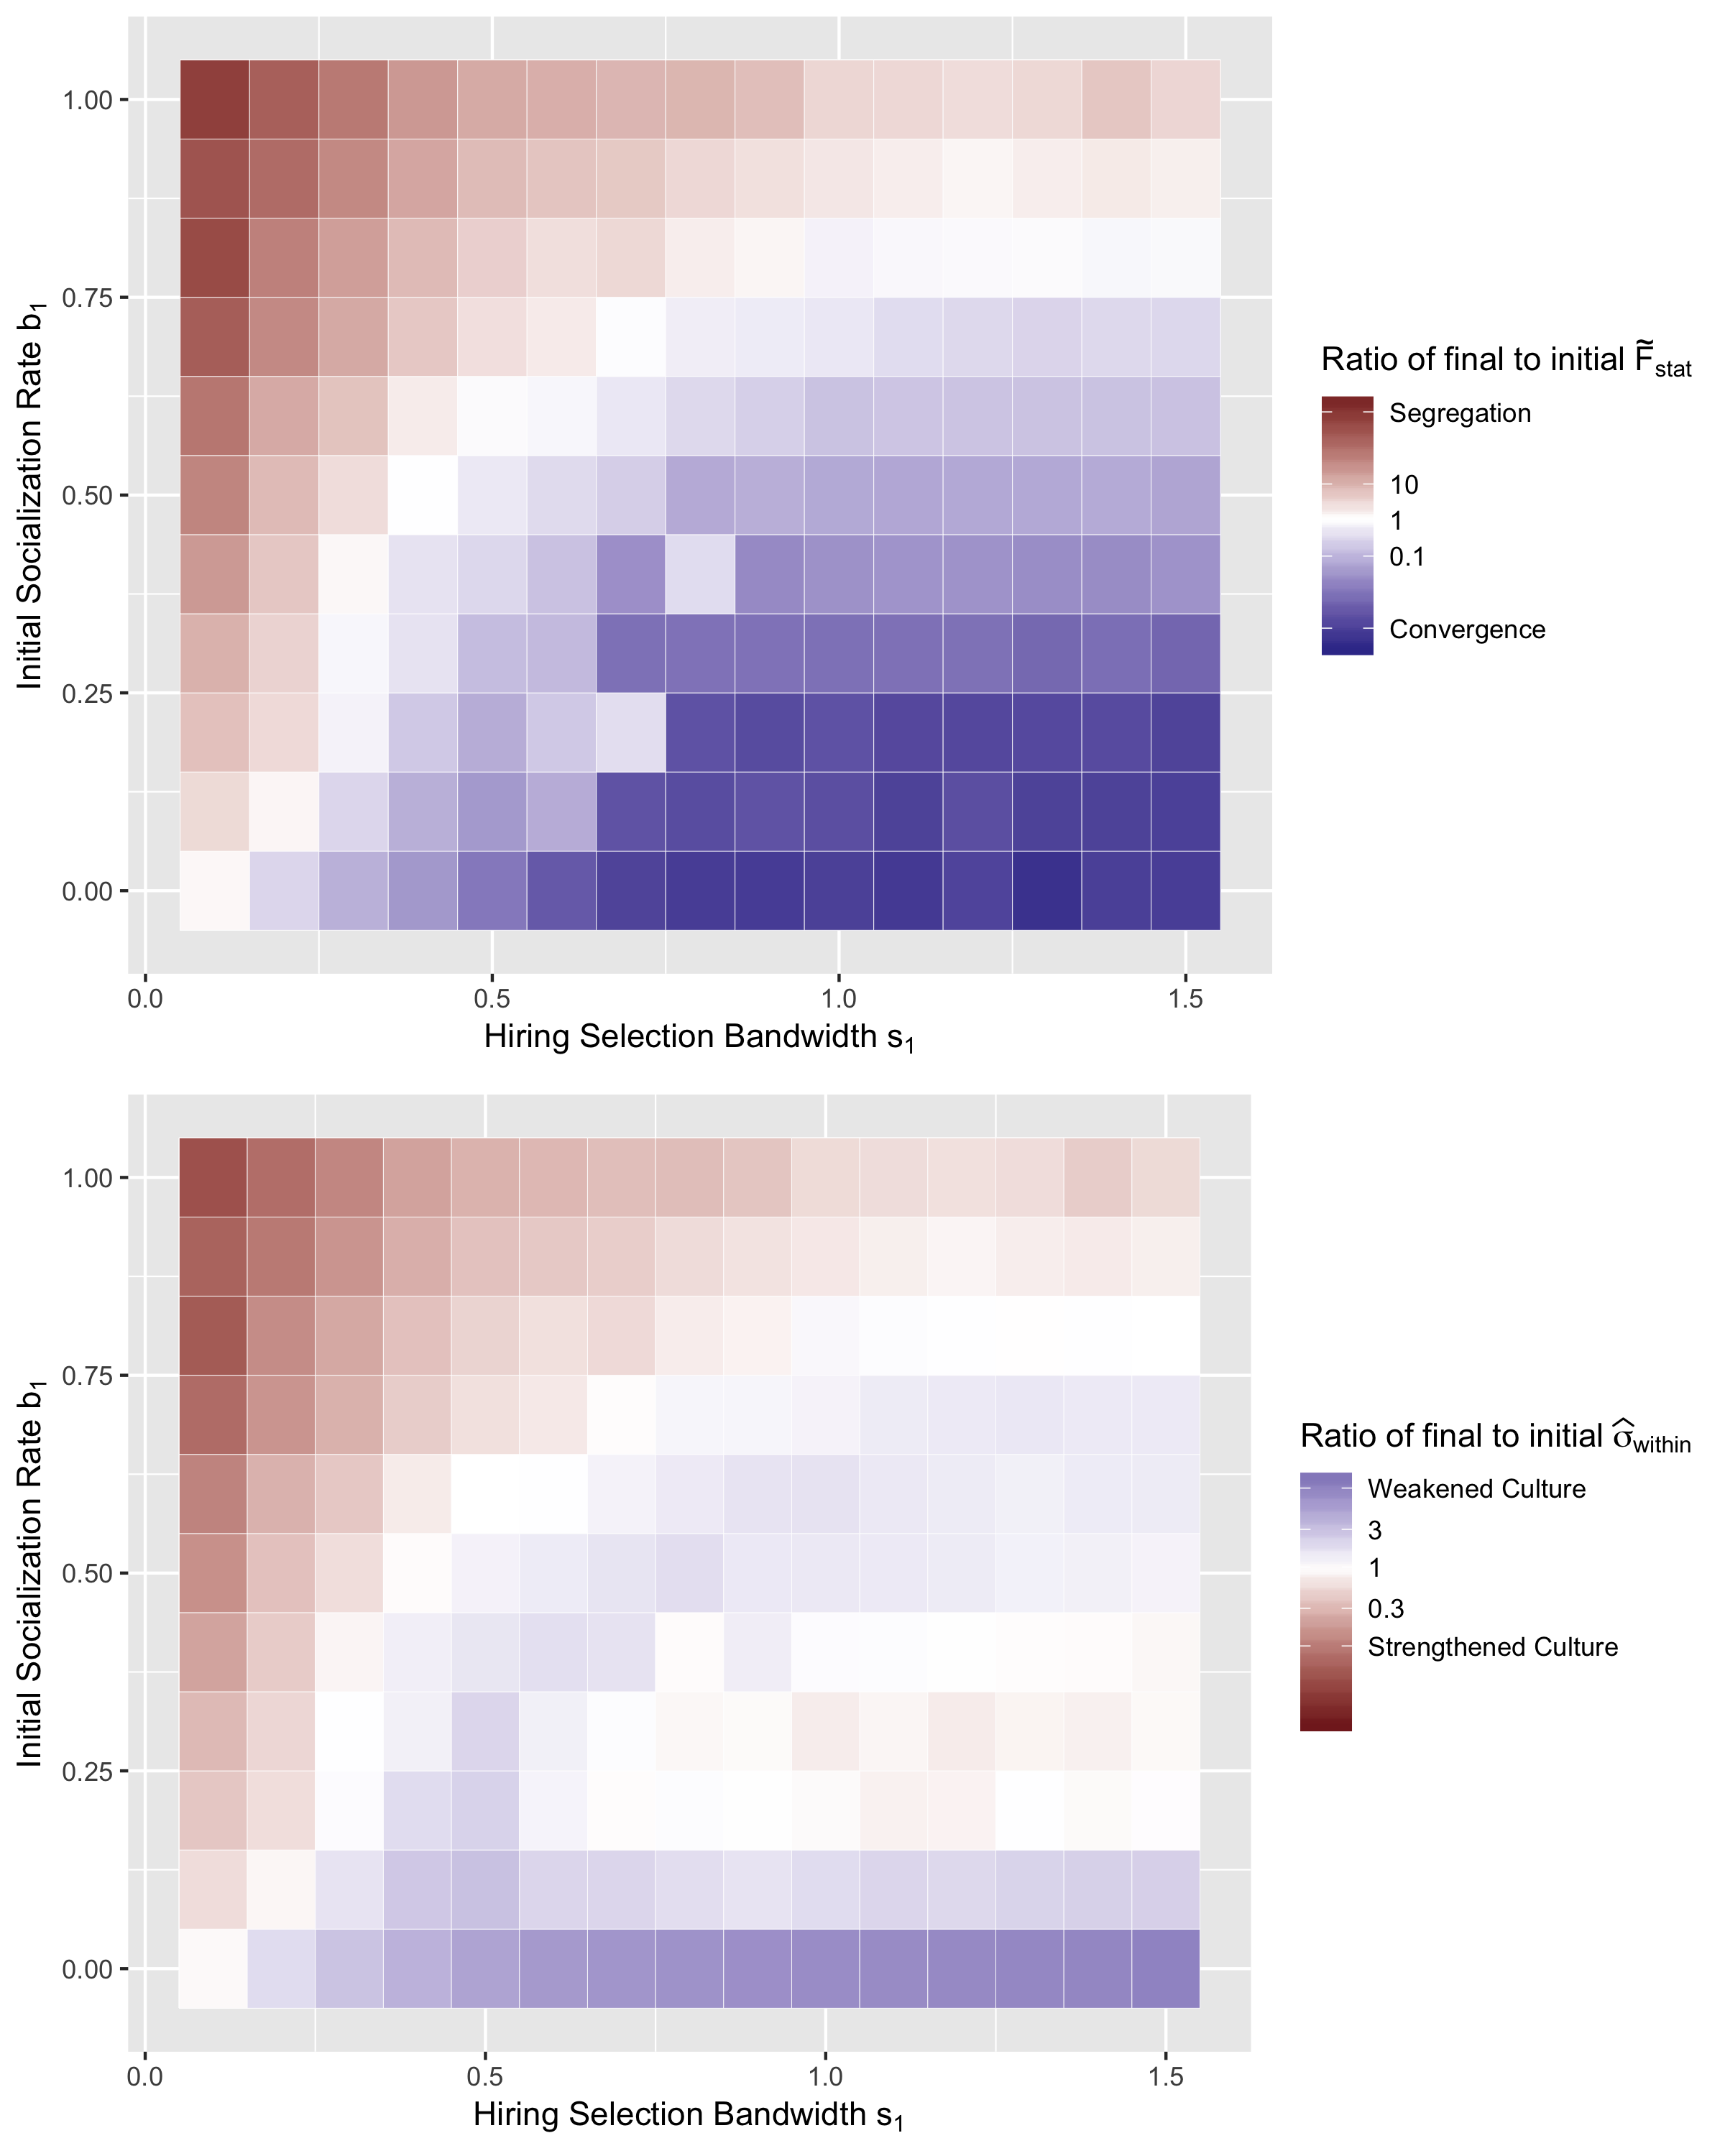 1.00
0.75
0.50
0.25
0.00
Initial Socialization Rate b₁
0.0 0.5 1.0 1.5
Hiring Selection Bandwidth s₁
Ratio of final to initial F̃̃stat
Segregation
10
1
0.1
Convergence
1.00
0.75
0.50
0.25
0.00
Initial Socialization Rate b₁
0.0 0.5 1.0 1.5
Hiring Selection Bandwidth s₁
Ratio of final to initial σ̂within
Weakened Culture
3
1
0.3
Strengthened Culture